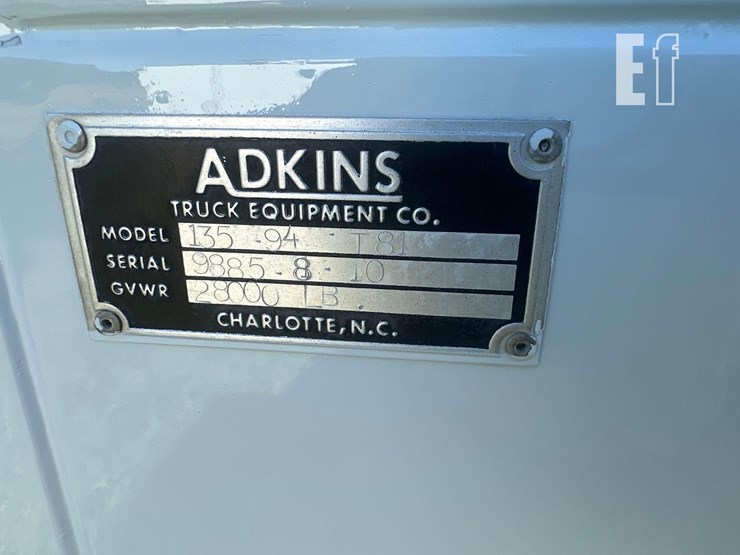 Ef
ADKINS
TRUCK EQUIPMENT CO.
MODEL 135-94 T81
SERIAL 9885-8-10
GVWR 28000 LB
CHARLOTTE, N.C.